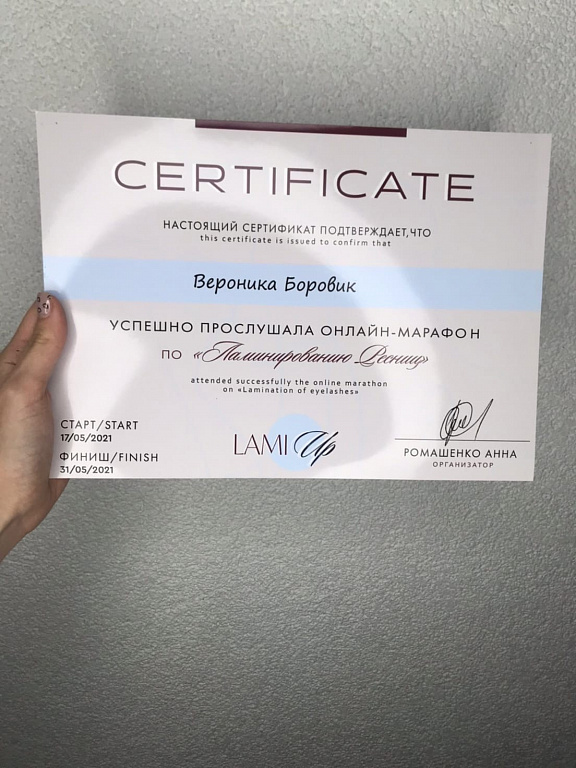 CERTIFICATE
НАСТОЯЩИЙ СЕРТИФИКАТ ПОДТВЕРЖДАЕТ,ЧТО
this certificate is issued to confirm that
Вероника Боровик
УСПЕШНО ПРОСЛУШАЛА ОНЛАЙН-МАРАФОН
ПО «Ламинированию Ресниц»
attended successfully the online marathon
on «Lamination of eyelashes»
СТАРТ/START
17/05/2021
ФИНИШ/FINISH
31/05/2021
LAMI Up
РОМАШЕНКО АННА
ОРГАНИЗАТОР